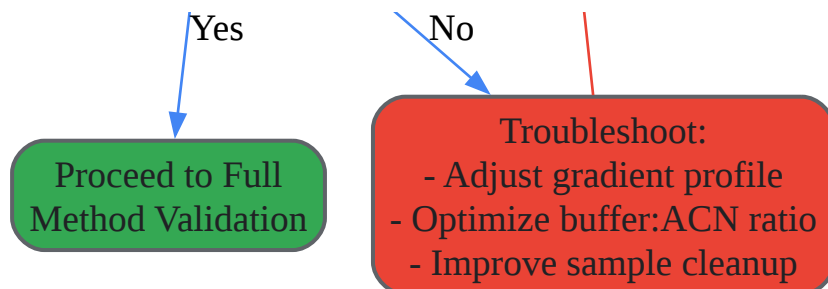 Yes
No
Proceed to Full
Method Validation
Troubleshoot:
- Adjust gradient profile
- Optimize buffer:ACN ratio
- Improve sample cleanup